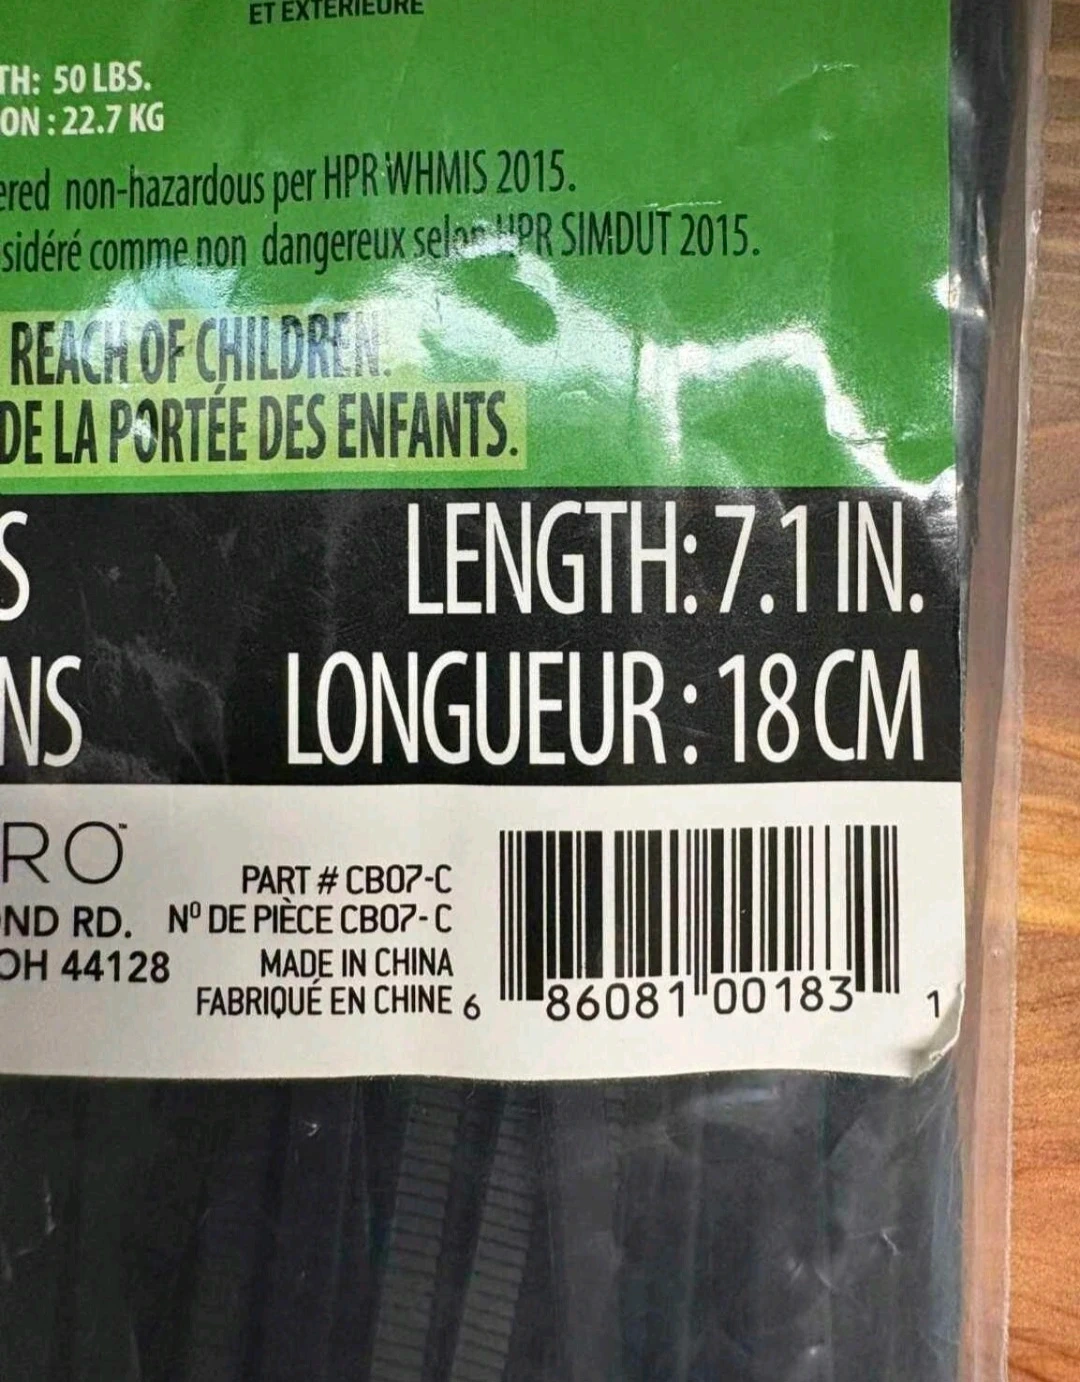 ET EXTÉRIEURE
TH: 50 LBS.
ON : 22.7 KG
ered non-hazardous per HPR WHMIS 2015.
sidéré comme non dangereux selon HPR SIMDUT 2015.
REACH OF CHILDREN.
DE LA PORTÉE DES ENFANTS.
S LENGTH: 7.1 IN.
NS LONGUEUR : 18 CM
RO™
PART # CB07-C
ND RD. Nº DE PIÈCE CB07-C
OH 44128 MADE IN CHINA
FABRIQUÉ EN CHINE
6 86081 00183 1